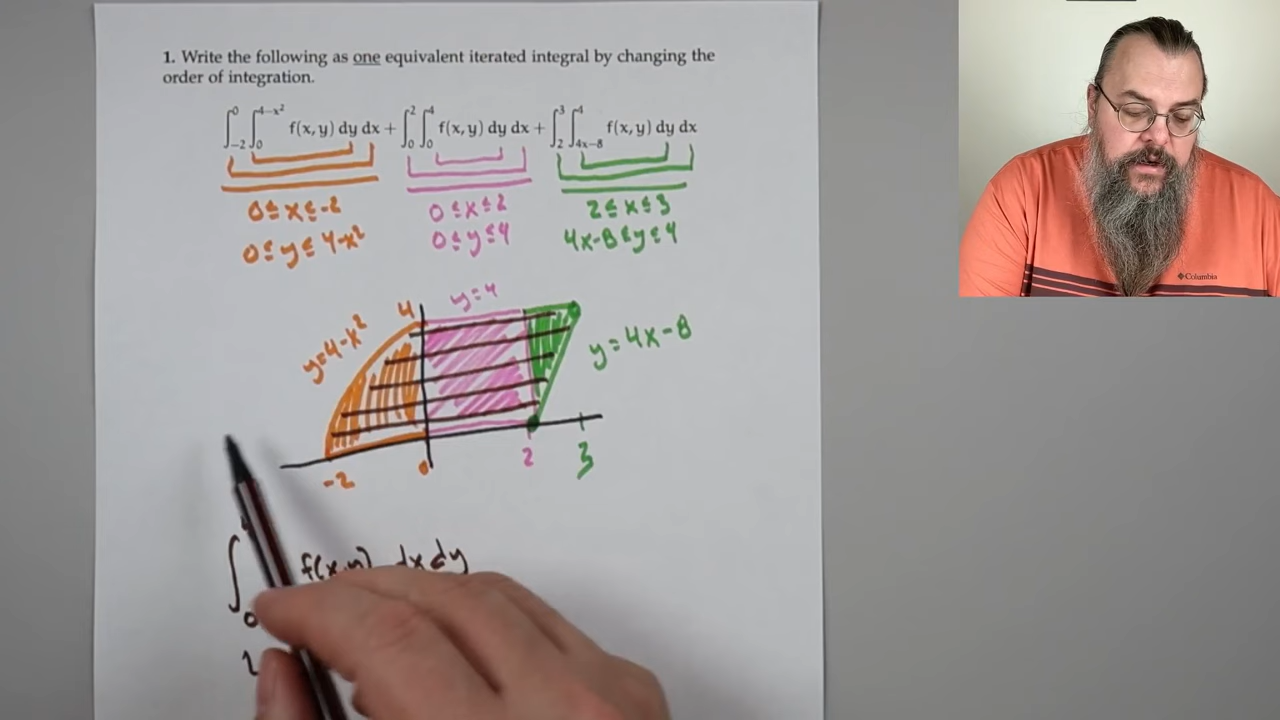 1. Write the following as one equivalent iterated integral by changing the
order of integration.
∫_{-2}^{0} ∫_{0}^{4-x²} f(x,y) dy dx + ∫_{0}^{2} ∫_{0}^{4} f(x,y) dy dx + ∫_{2}^{3} ∫_{4x-8}^{4} f(x,y) dy dx
0≤x≤-2 0≤x≤2 2≤x≤3
0≤y≤4-x² 0≤y≤4 4x-8≤y≤4
y=4-x² 4 y=4
y=4x-8
-2 0 2 3
∫ f(x,y) dx dy
0
Columbia